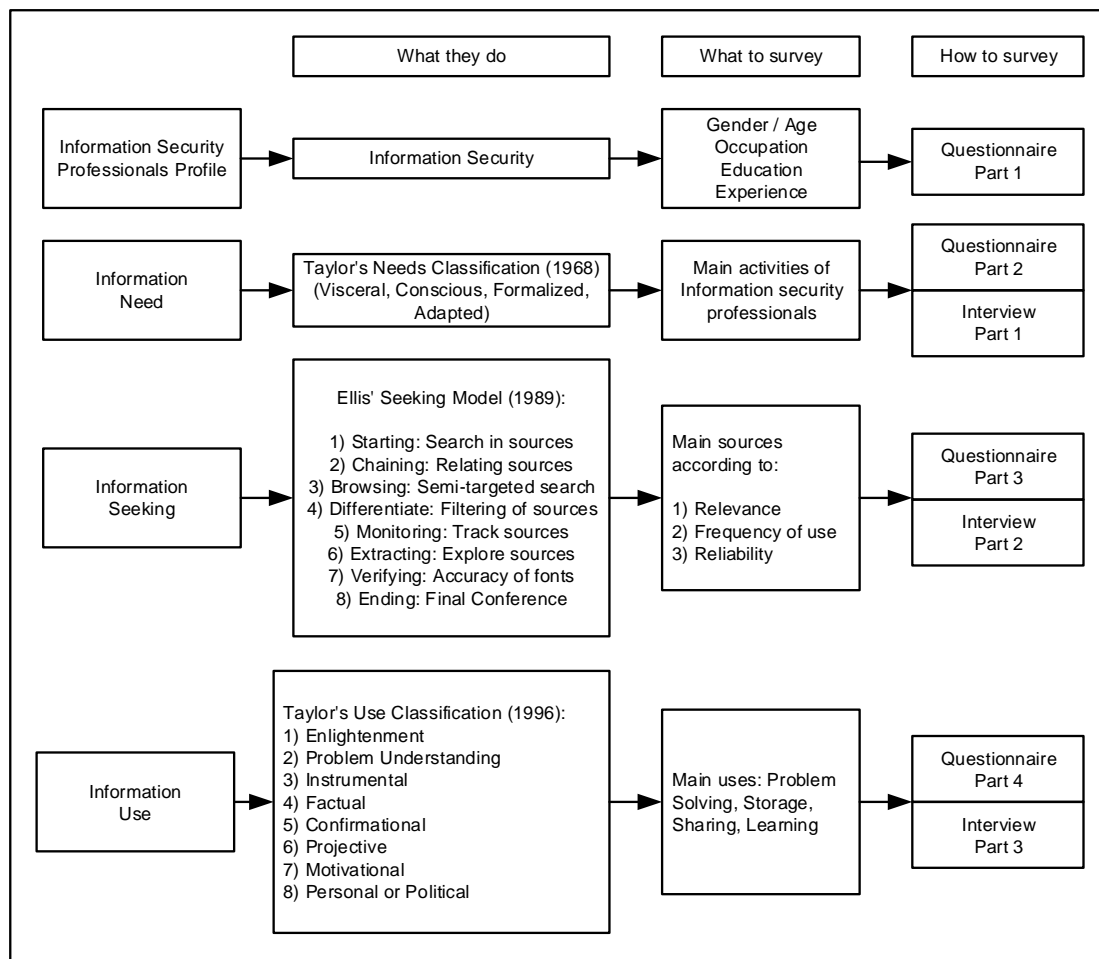 What they do
What to survey
How to survey
Information Security
Professionals Profile
Information Security
Gender / Age
Occupation
Education
Experience
Questionnaire
Part 1
Information
Need
Taylor's Needs Classification (1968)
(Visceral, Conscious, Formalized,
Adapted)
Main activities of
Information security
professionals
Questionnaire
Part 2
Interview
Part 1
Information
Seeking
Ellis' Seeking Model (1989):
1) Starting: Search in sources
2) Chaining: Relating sources
3) Browsing: Semi-targeted search
4) Differentiate: Filtering of sources
5) Monitoring: Track sources
6) Extracting: Explore sources
7) Verifying: Accuracy of fonts
8) Ending: Final Conference
Main sources
according to:
1) Relevance
2) Frequency of use
3) Reliability
Questionnaire
Part 3
Interview
Part 2
Information
Use
Taylor's Use Classification (1996):
1) Enlightenment
2) Problem Understanding
3) Instrumental
4) Factual
5) Confirmational
6) Projective
7) Motivational
8) Personal or Political
Main uses: Problem
Solving, Storage,
Sharing, Learning
Questionnaire
Part 4
Interview
Part 3